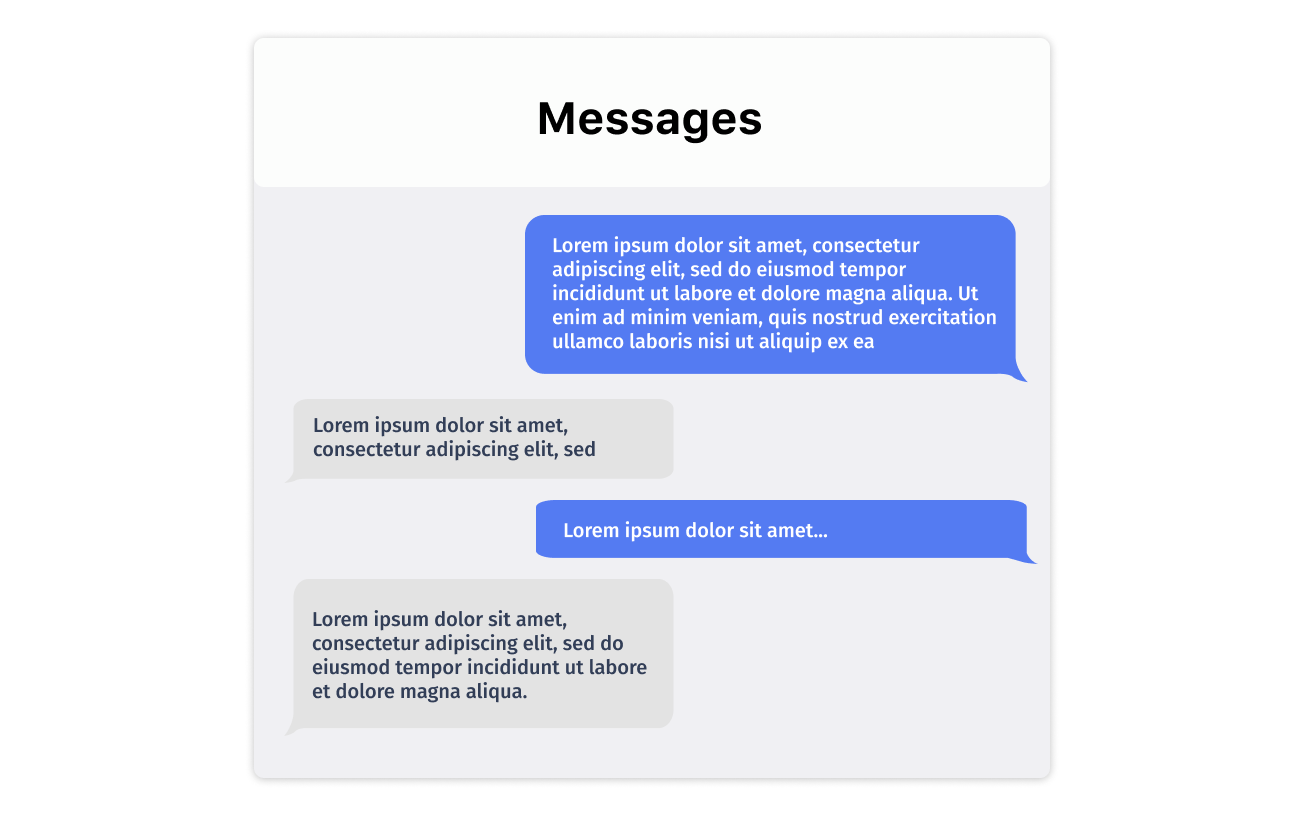 Messages
Lorem ipsum dolor sit amet, consectetur
adipiscing elit, sed do eiusmod tempor
incididunt ut labore et dolore magna aliqua. Ut
enim ad minim veniam, quis nostrud exercitation
ullamco laboris nisi ut aliquip ex ea
Lorem ipsum dolor sit amet,
consectetur adipiscing elit, sed
Lorem ipsum dolor sit amet...
Lorem ipsum dolor sit amet,
consectetur adipiscing elit, sed do
eiusmod tempor incididunt ut labore
et dolore magna aliqua.